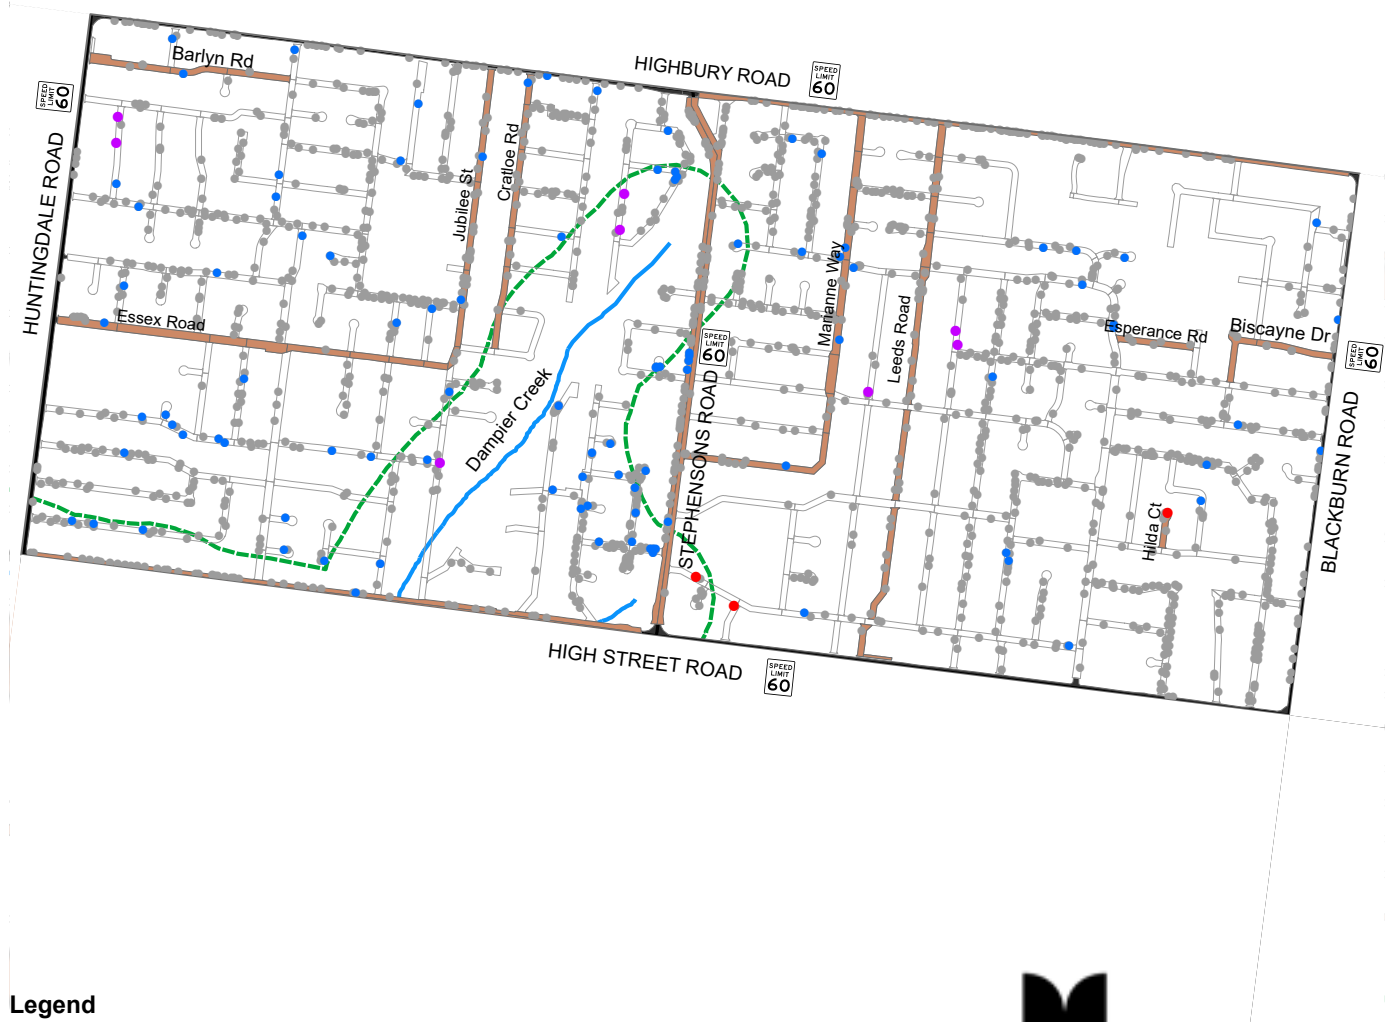 Barlyn Rd
HIGHBURY ROAD
SPEED
LIMIT
60
SPEED
LIMIT
60
HUNTINGDALE ROAD
Jubilee St
Cratloe Rd
Essex Road
Dampier Creek
Marianne Way
Leeds Road
Esperance Rd
Biscayne Dr
SPEED
LIMIT
60
SPEED
LIMIT
60
STEPHENSONS ROAD
BLACKBURN ROAD
Hilda Ct
HIGH STREET ROAD
SPEED
LIMIT
60
Legend